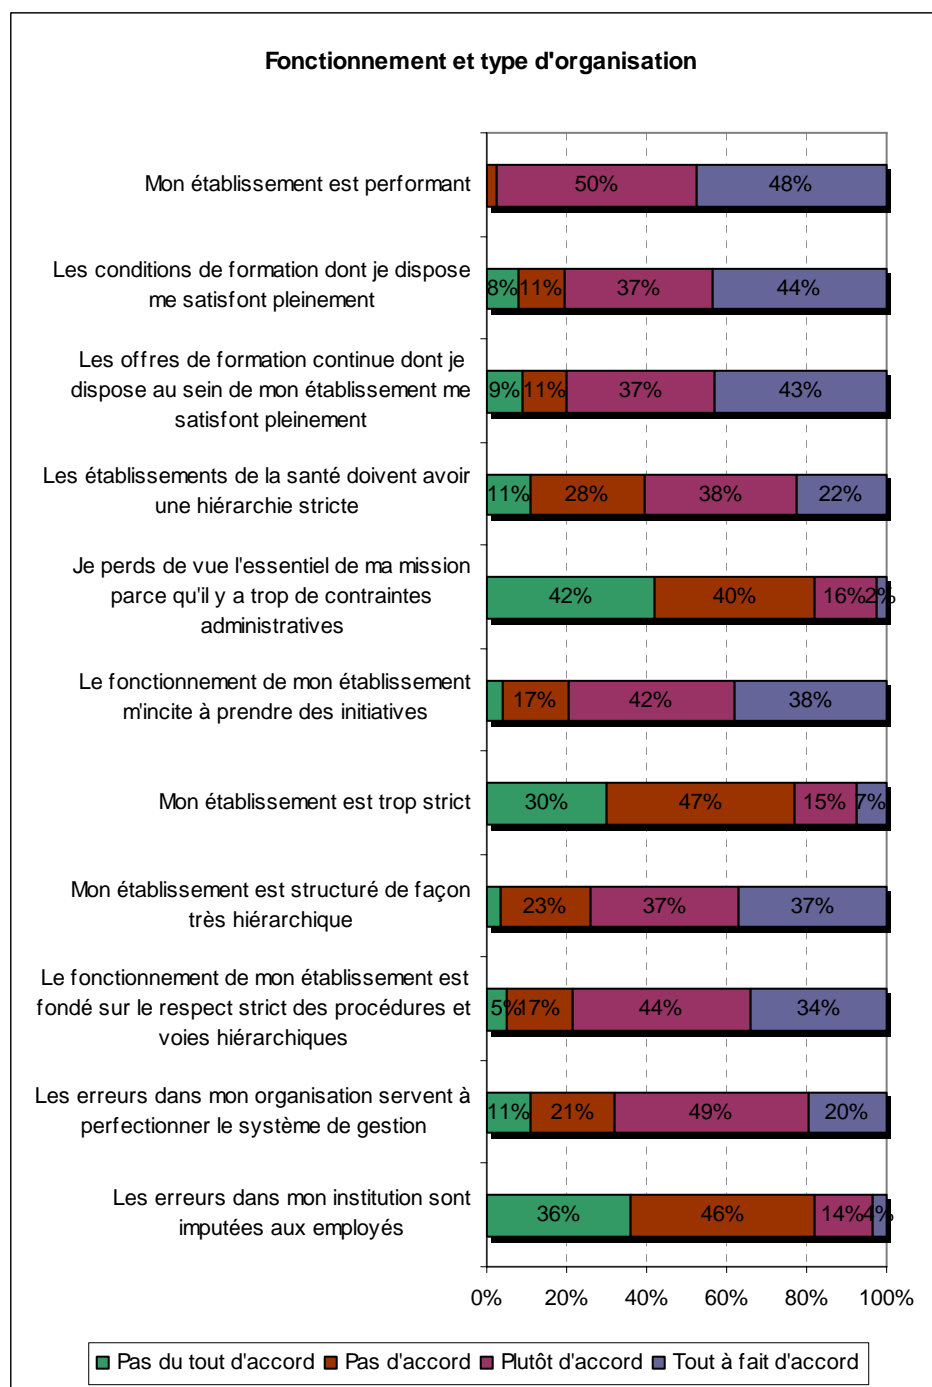 Fonctionnement et type d'organisation
Mon établissement est performant
50% 48%
Les conditions de formation dont je dispose
me satisfont pleinement
8% 11% 37% 44%
Les offres de formation continue dont je
dispose au sein de mon établissement me
satisfont pleinement
9% 11% 37% 43%
Les établissements de la santé doivent avoir
une hiérarchie stricte
11% 28% 38% 22%
Je perds de vue l'essentiel de ma mission
parce qu'il y a trop de contraintes
administratives
42% 40% 16% 2%
Le fonctionnement de mon établissement
m'incite à prendre des initiatives
17% 42% 38%
Mon établissement est trop strict
30% 47% 15% 7%
Mon établissement est structuré de façon
très hiérarchique
23% 37% 37%
Le fonctionnement de mon établissement est
fondé sur le respect strict des procédures et
voies hiérarchiques
5% 17% 44% 34%
Les erreurs dans mon organisation servent à
perfectionner le système de gestion
11% 21% 49% 20%
Les erreurs dans mon institution sont
imputées aux employés
36% 46% 14% 4%
0% 20% 40% 60% 80% 100%
Pas du tout d'accord Pas d'accord Plutôt d'accord Tout à fait d'accord